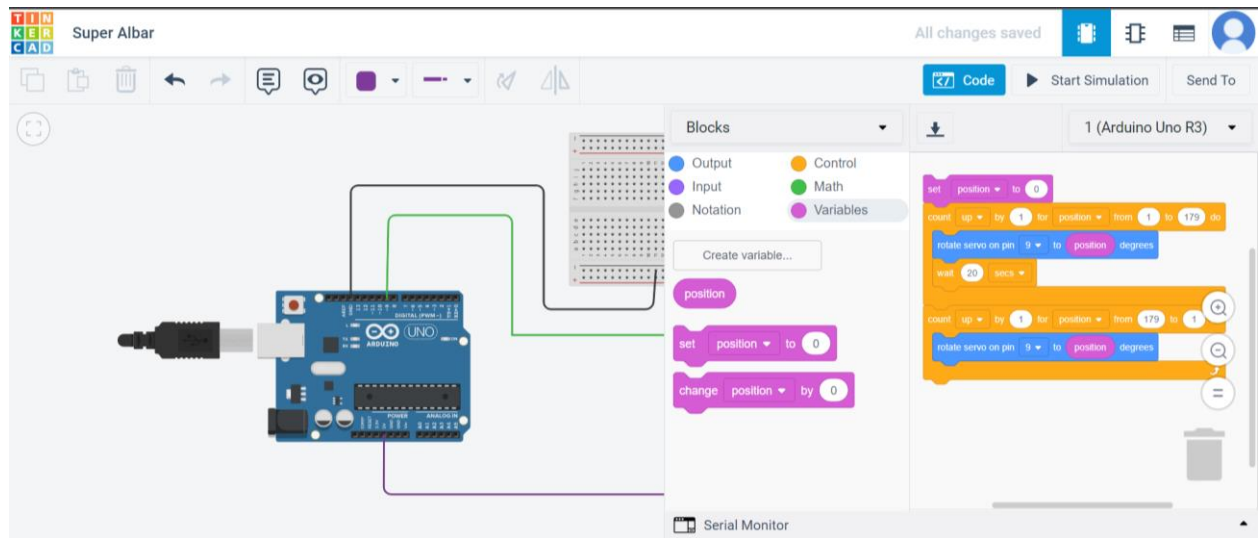 TINKERCAD
Super Albar
All changes saved
Code
Start Simulation
Send To
Blocks
1 (Arduino Uno R3)
Output
Control
Input
Math
Notation
Variables
Create variable...
position
set position to 0
change position by 0
set position to 0
count up by 1 for position from 1 to 179 do
rotate servo on pin 9 to position degrees
wait 20 secs
count up by 1 for position from 179 to 1
rotate servo on pin 9 to position degrees
DIGITAL (PWM~)
UNO
ARDUINO
POWER
ANALOG IN
Serial Monitor